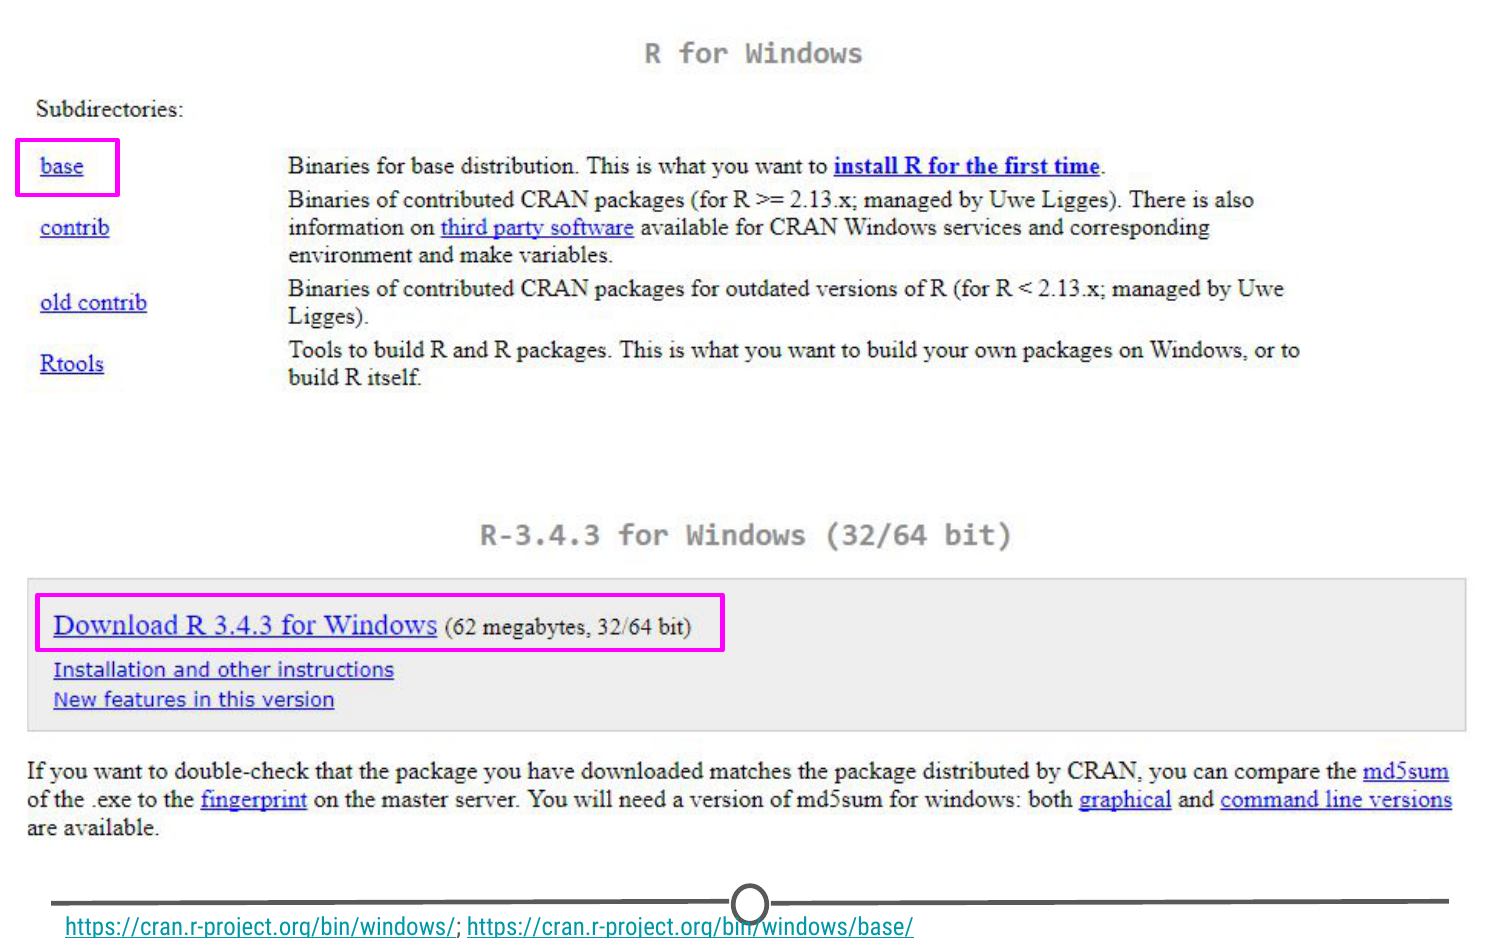 R for Windows
Subdirectories:
base
Binaries for base distribution. This is what you want to install R for the first time.
contrib
Binaries of contributed CRAN packages (for R >= 2.13.x; managed by Uwe Ligges). There is also
information on third party software available for CRAN Windows services and corresponding
environment and make variables.
old contrib
Binaries of contributed CRAN packages for outdated versions of R (for R < 2.13.x; managed by Uwe
Ligges).
Rtools
Tools to build R and R packages. This is what you want to build your own packages on Windows, or to
build R itself.
R-3.4.3 for Windows (32/64 bit)
Download R 3.4.3 for Windows (62 megabytes, 32/64 bit)
Installation and other instructions
New features in this version
If you want to double-check that the package you have downloaded matches the package distributed by CRAN, you can compare the md5sum
of the .exe to the fingerprint on the master server. You will need a version of md5sum for windows: both graphical and command line versions
are available.
https://cran.r-project.org/bin/windows/; https://cran.r-project.org/bin/windows/base/